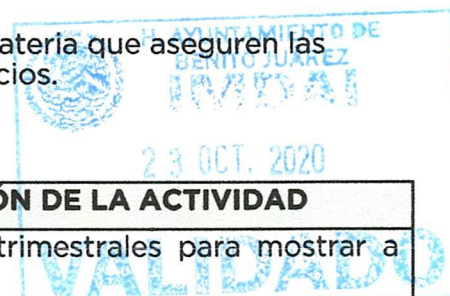 H. AYUNTAMIENTO DE
ateria que aseguren las
BENITO JUAREZ
cios.
IMDAI
23 OCT. 2020
ÓN DE LA ACTIVIDAD
trimestrales para mostrar a
VALIDADO